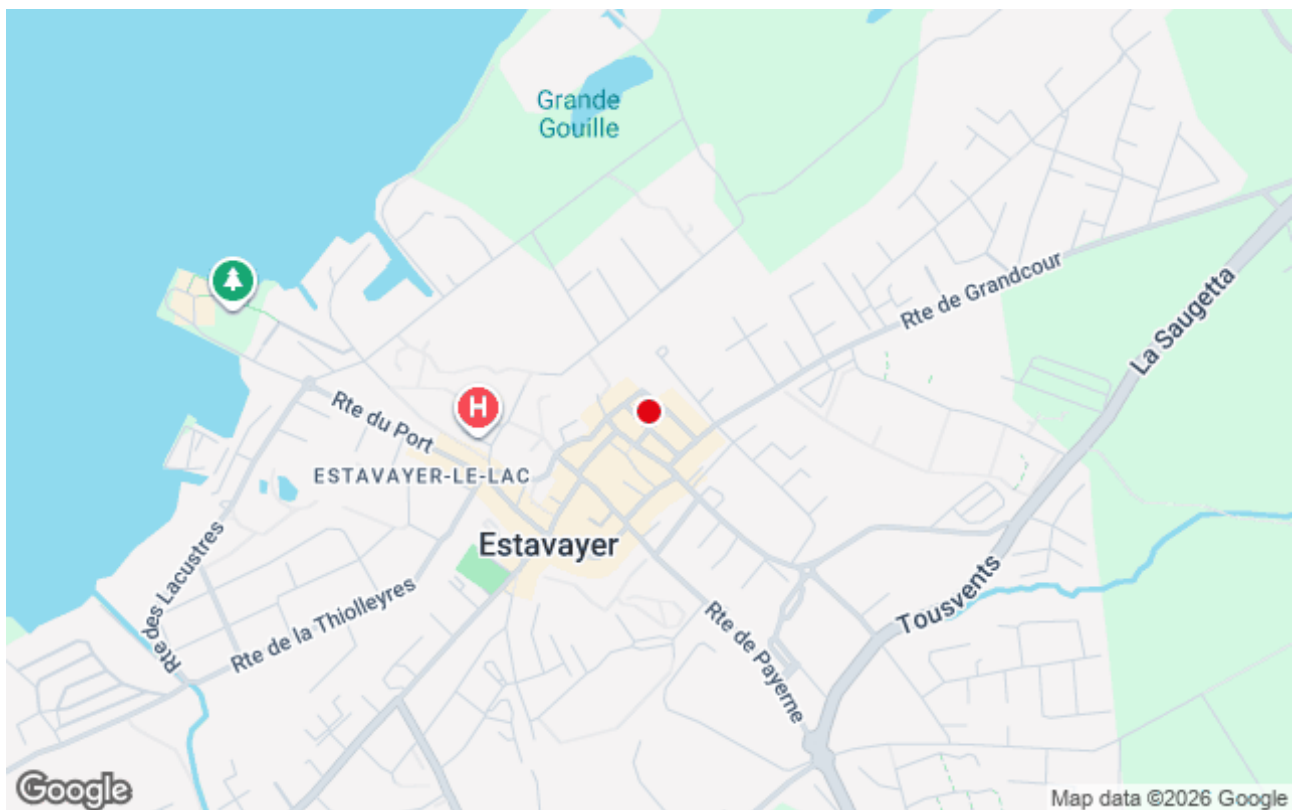 Grande
Gouille
Rte de Grandcour
La Saugetta
Rte du Port
H
ESTAVAYER-LE-LAC
Estavayer
Rte des Lacustres
Rte de la Thiolleyres
Tousvents
Rte de Payerne
Google
Map data ©2026 Google